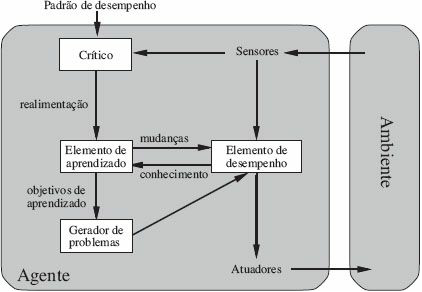 Padrão de desempenho
Crítico
Sensores
realimentação
mudanças
Elemento de
aprendizado
Elemento de
desempenho
conhecimento
objetivos de
aprendizado
Gerador de
problemas
Agente
Atuadores
Ambiente